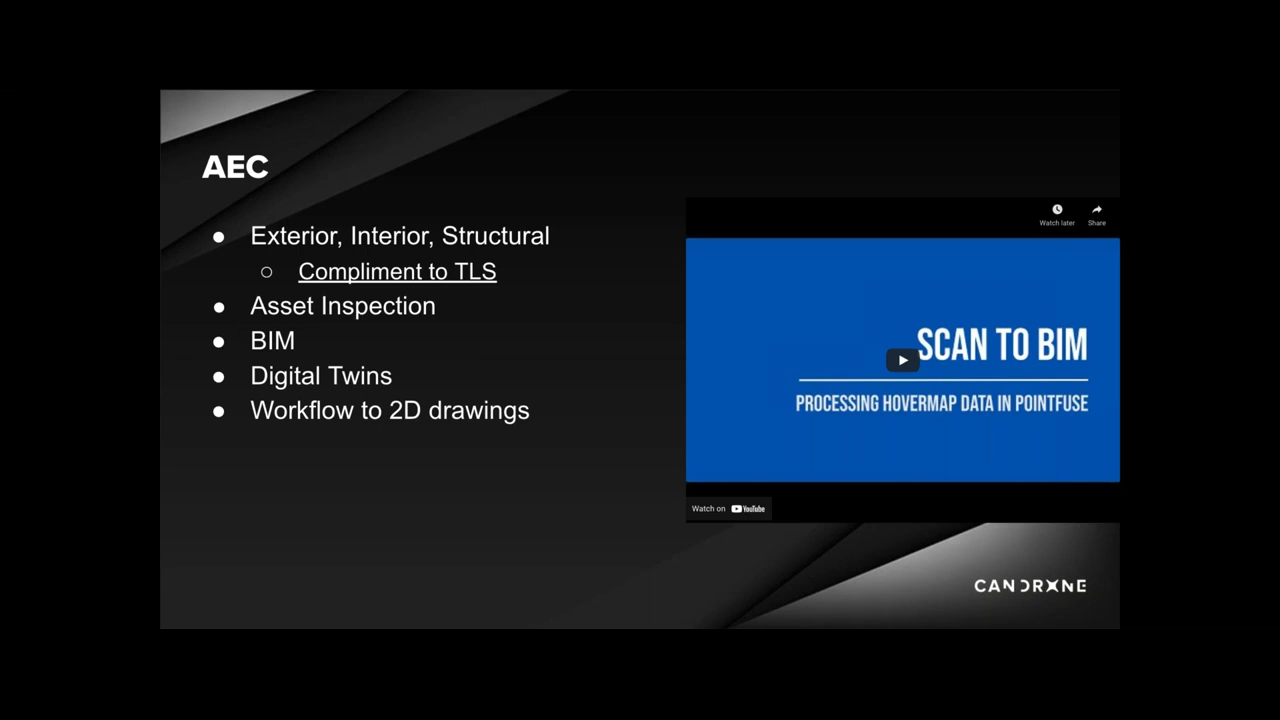 AEC
● Exterior, Interior, Structural
○ Compliment to TLS
● Asset Inspection
● BIM
● Digital Twins
● Workflow to 2D drawings
Watch later Share
SCAN TO BIM
PROCESSING HOVERMAP DATA IN POINTFUSE
Watch on YouTube
CANDRONE